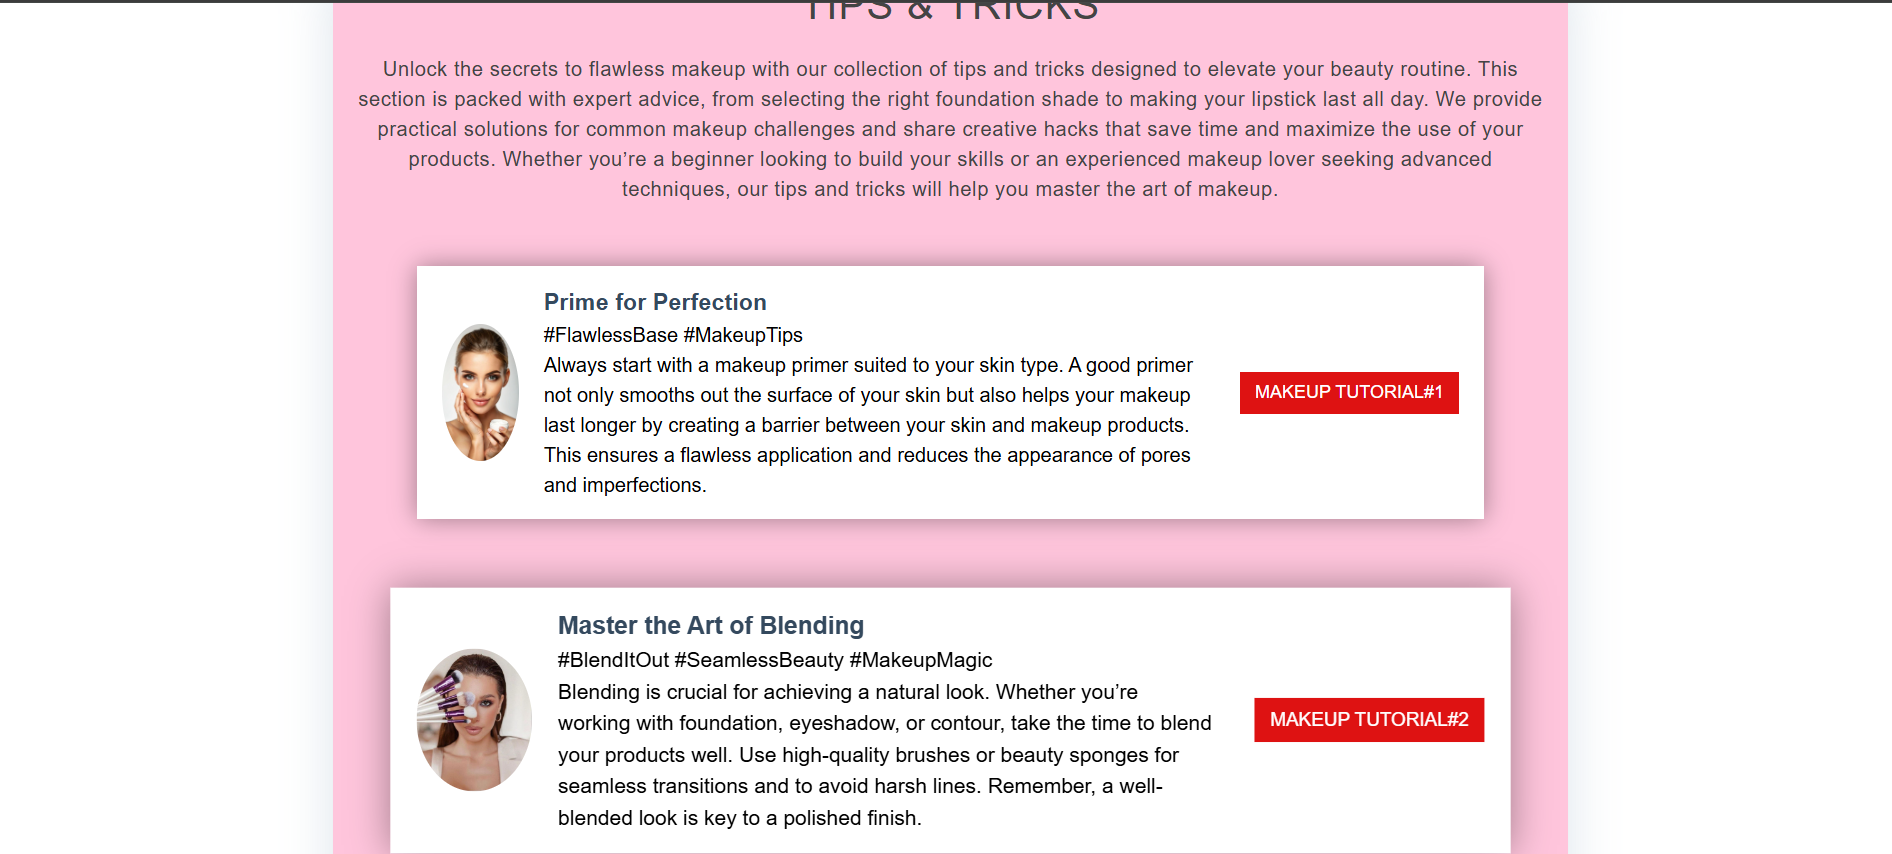 TIPS & TRICKS
Unlock the secrets to flawless makeup with our collection of tips and tricks designed to elevate your beauty routine. This
section is packed with expert advice, from selecting the right foundation shade to making your lipstick last all day. We provide
practical solutions for common makeup challenges and share creative hacks that save time and maximize the use of your
products. Whether you’re a beginner looking to build your skills or an experienced makeup lover seeking advanced
techniques, our tips and tricks will help you master the art of makeup.
Prime for Perfection
#FlawlessBase #MakeupTips
Always start with a makeup primer suited to your skin type. A good primer
not only smooths out the surface of your skin but also helps your makeup
last longer by creating a barrier between your skin and makeup products.
This ensures a flawless application and reduces the appearance of pores
and imperfections.
MAKEUP TUTORIAL#1
Master the Art of Blending
#BlendItOut #SeamlessBeauty #MakeupMagic
Blending is crucial for achieving a natural look. Whether you’re
working with foundation, eyeshadow, or contour, take the time to blend
your products well. Use high-quality brushes or beauty sponges for
seamless transitions and to avoid harsh lines. Remember, a well-
blended look is key to a polished finish.
MAKEUP TUTORIAL#2